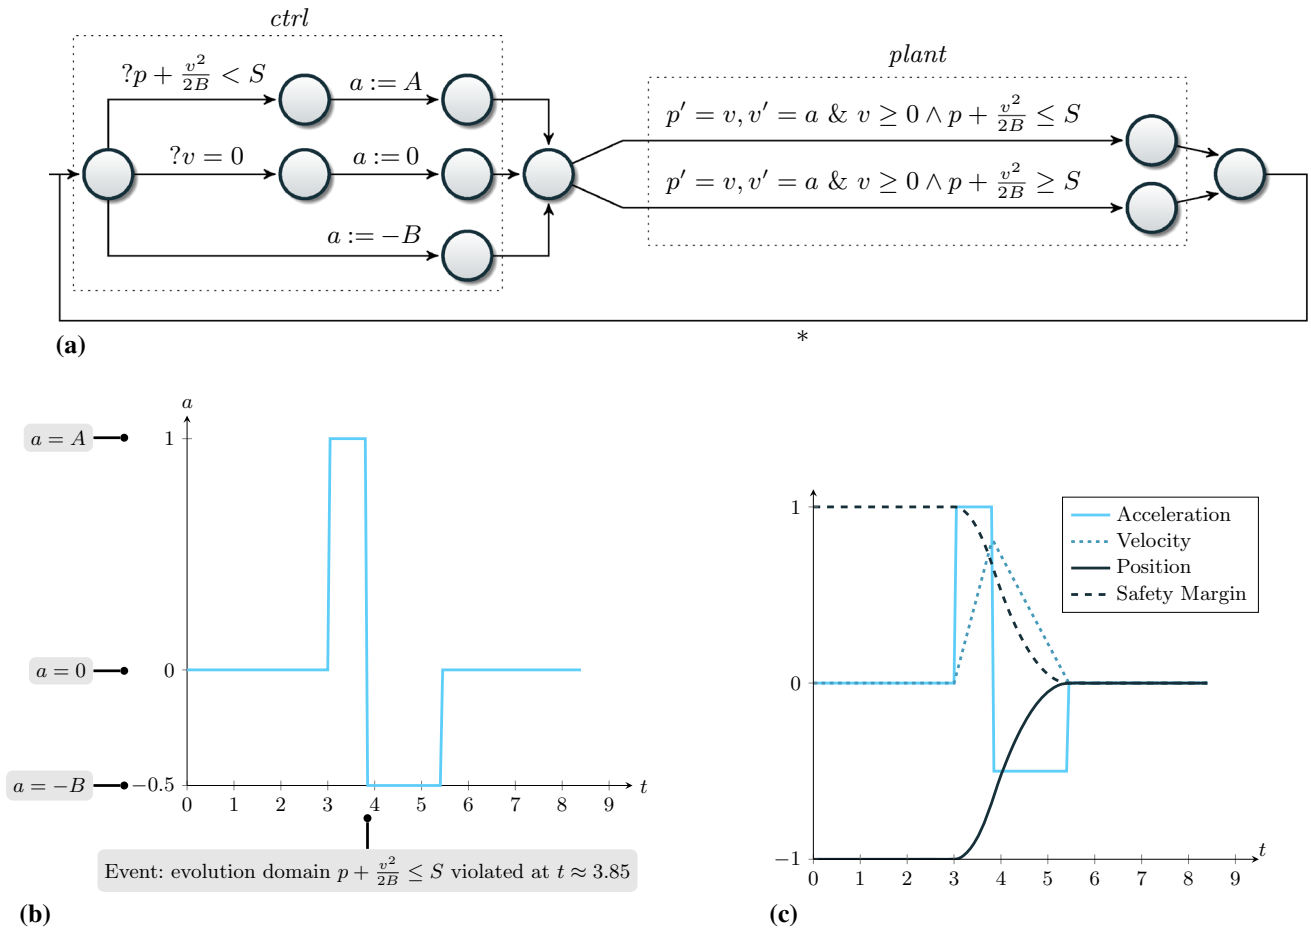 ctrl
plant
?p + v²/2B < S
a := A
?v = 0
a := 0
a := −B
p′ = v, v′ = a & v ≥ 0 ∧ p + v²/2B ≤ S
p′ = v, v′ = a & v ≥ 0 ∧ p + v²/2B ≥ S
*
(a)
a
a = A
1
a = 0
0
a = −B
−0.5
0 1 2 3 4 5 6 7 8 9
t
Event: evolution domain p + v²/2B ≤ S violated at t ≈ 3.85
(b)
1
0
−1
0 1 2 3 4 5 6 7 8 9
t
Acceleration
Velocity
Position
Safety Margin
(c)